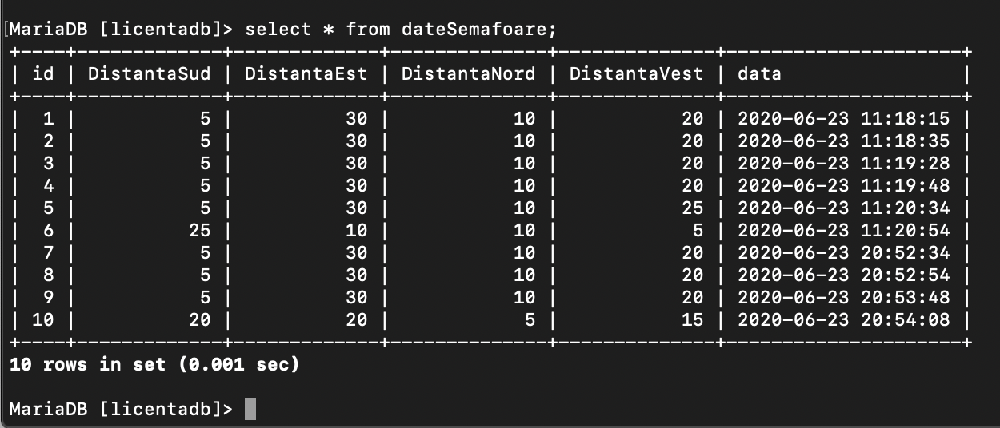 MariaDB [licentadb]> select * from dateSemafoare;
+----+-------------+-------------+--------------+--------------+---------------------+
| id | DistantaSud | DistantaEst | DistantaNord | DistantaVest | data                |
+----+-------------+-------------+--------------+--------------+---------------------+
|  1 |           5 |          30 |           10 |           20 | 2020-06-23 11:18:15 |
|  2 |           5 |          30 |           10 |           20 | 2020-06-23 11:18:35 |
|  3 |           5 |          30 |           10 |           20 | 2020-06-23 11:19:28 |
|  4 |           5 |          30 |           10 |           20 | 2020-06-23 11:19:48 |
|  5 |           5 |          30 |           10 |           25 | 2020-06-23 11:20:34 |
|  6 |          25 |          10 |           10 |            5 | 2020-06-23 11:20:54 |
|  7 |           5 |          30 |           10 |           20 | 2020-06-23 20:52:34 |
|  8 |           5 |          30 |           10 |           20 | 2020-06-23 20:52:54 |
|  9 |           5 |          30 |           10 |           20 | 2020-06-23 20:53:48 |
| 10 |          20 |          20 |            5 |           15 | 2020-06-23 20:54:08 |
+----+-------------+-------------+--------------+--------------+---------------------+
10 rows in set (0.001 sec)
MariaDB [licentadb]>